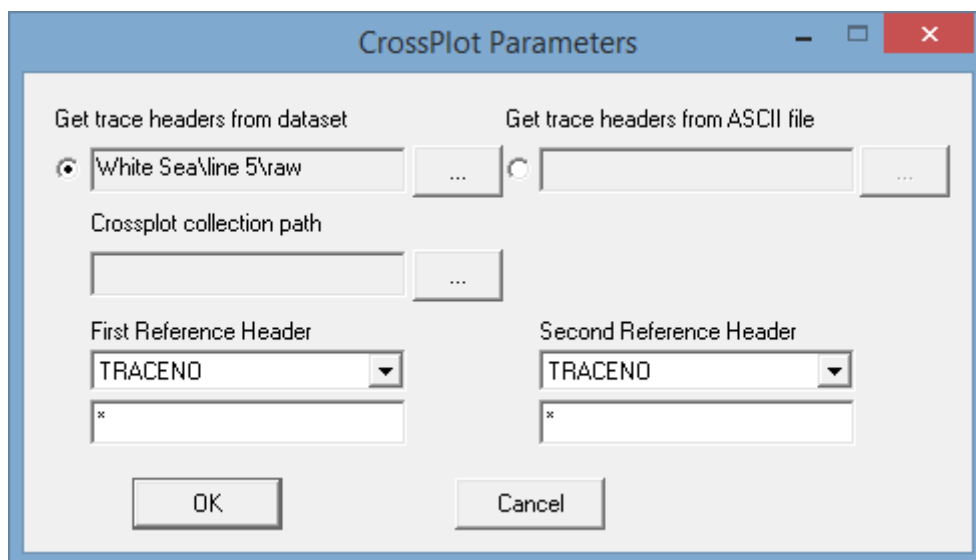 CrossPlot Parameters
Get trace headers from dataset
Get trace headers from ASCII file
White Sea\line 5\raw
...
...
Crossplot collection path
...
First Reference Header
Second Reference Header
TRACENO
TRACENO
*
*
OK
Cancel